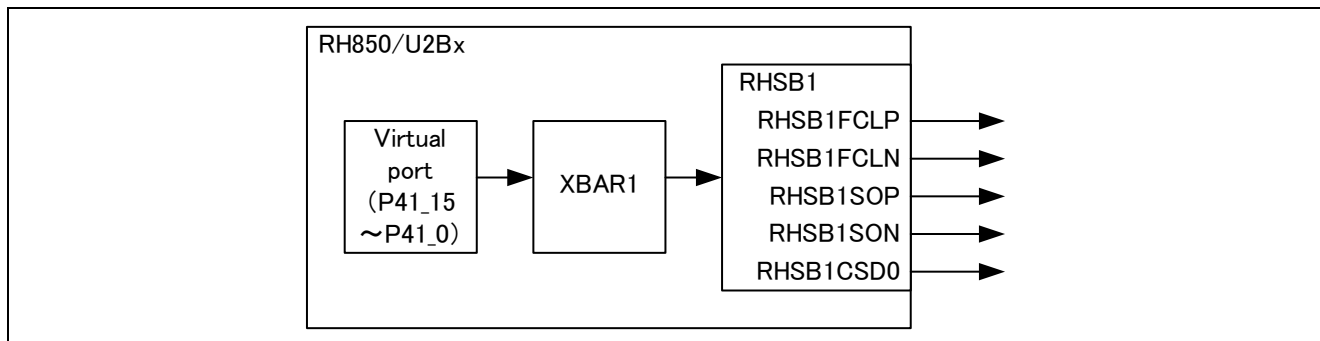 RH850/U2Bx
Virtual
port
（P41_15
～P41_0）
XBAR1
RHSB1
RHSB1FCLP
RHSB1FCLN
RHSB1SOP
RHSB1SON
RHSB1CSD0